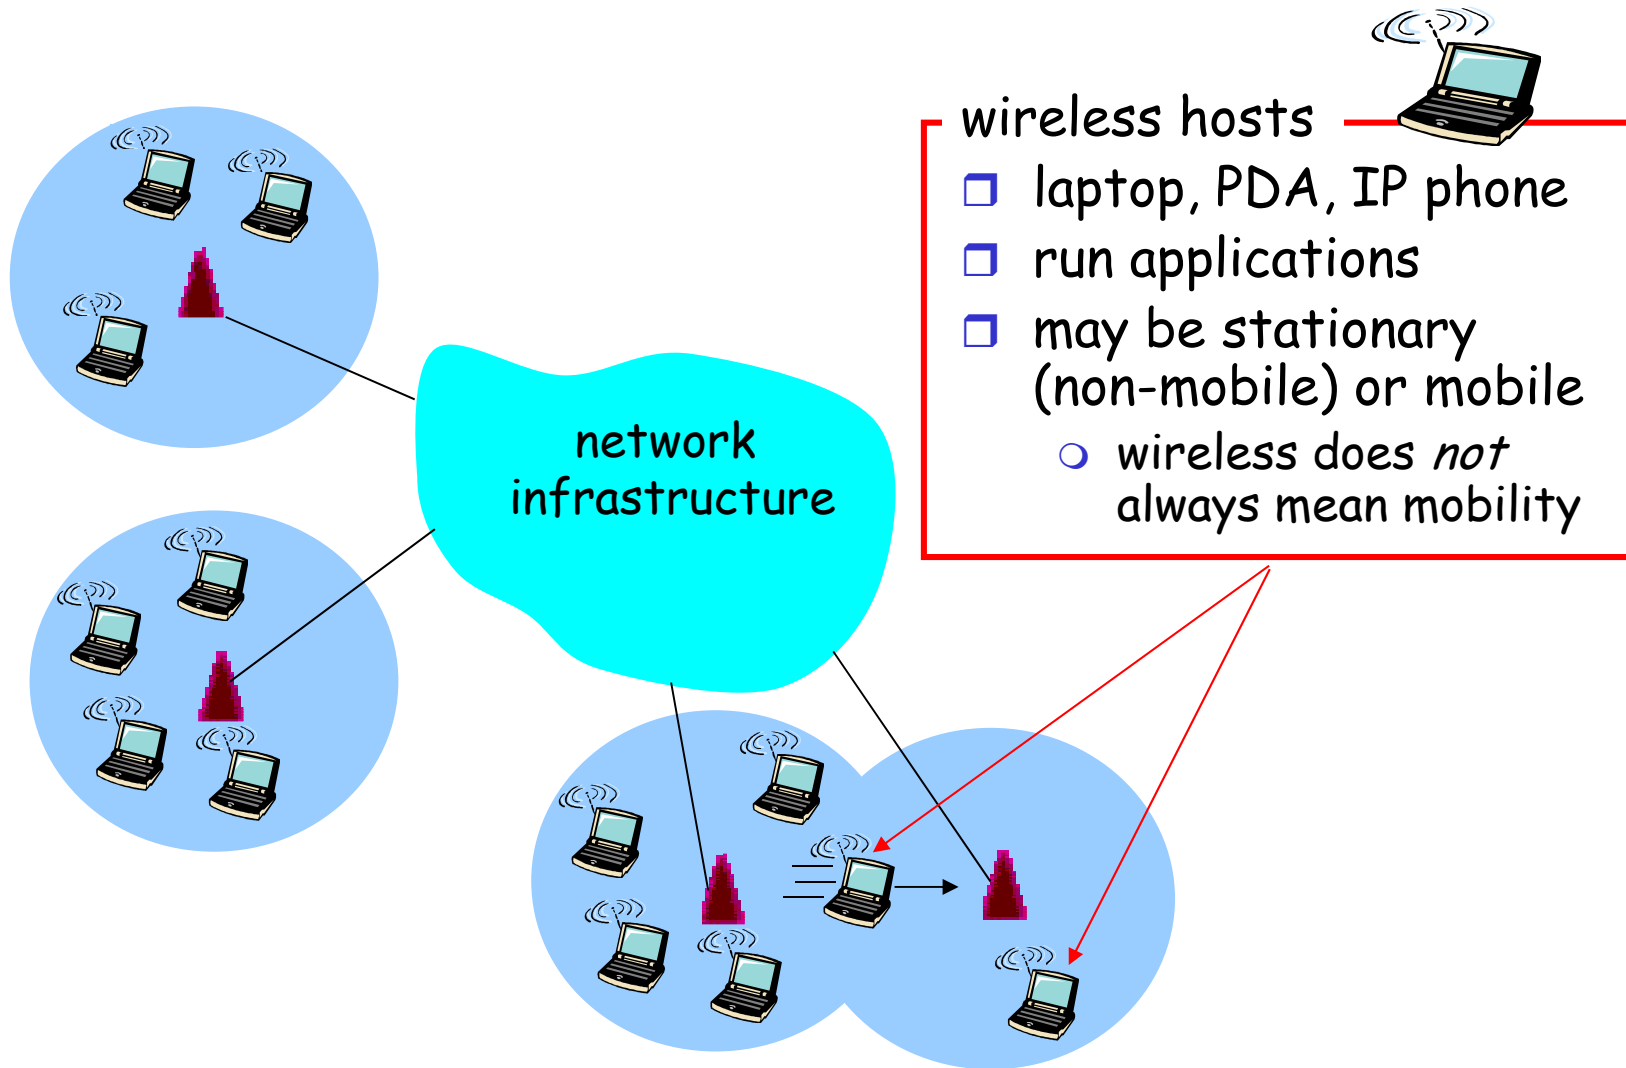 wireless hosts
laptop, PDA, IP phone
run applications
may be stationary
(non-mobile) or mobile
wireless does not
always mean mobility
network
infrastructure